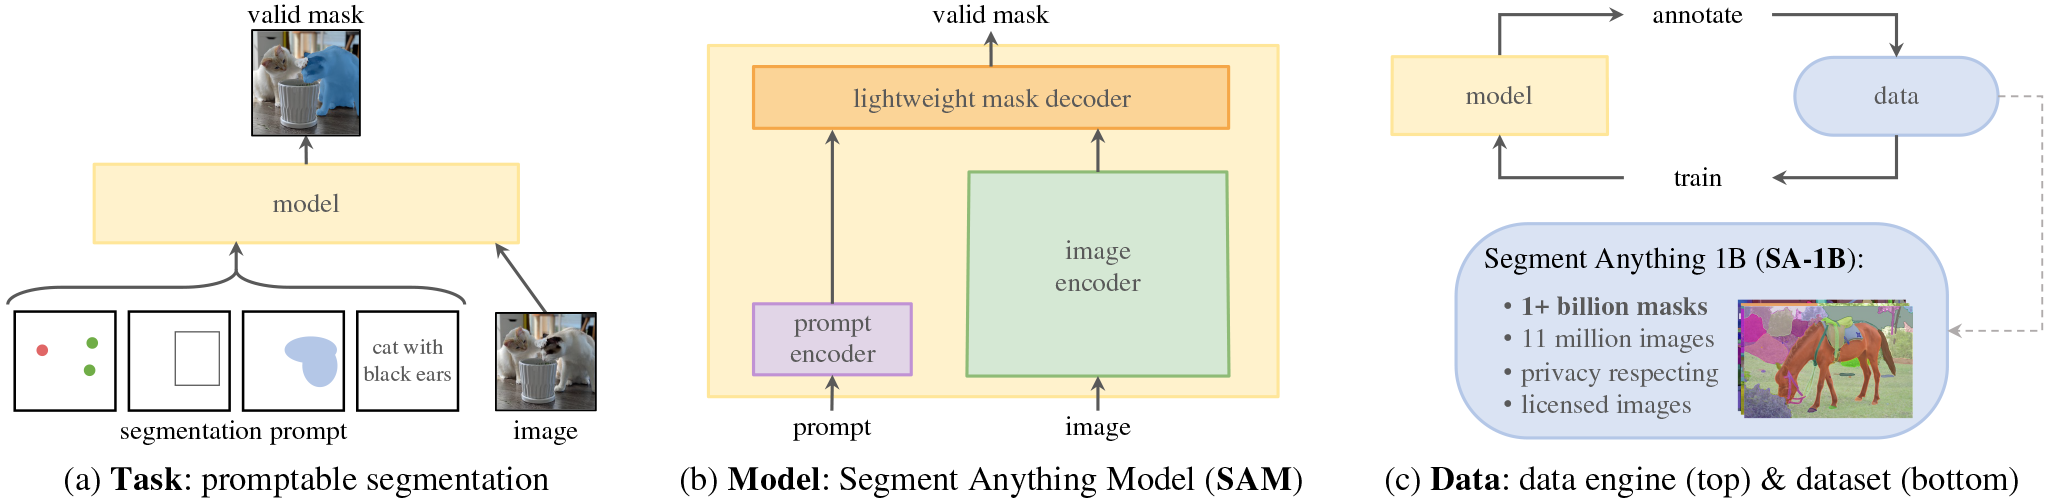 valid mask
model
cat with
black ears
segmentation prompt
image
(a) Task: promptable segmentation
valid mask
lightweight mask decoder
image
encoder
prompt
encoder
prompt
image
(b) Model: Segment Anything Model (SAM)
annotate
model
data
train
Segment Anything 1B (SA-1B):
• 1+ billion masks
• 11 million images
• privacy respecting
• licensed images
(c) Data: data engine (top) & dataset (bottom)